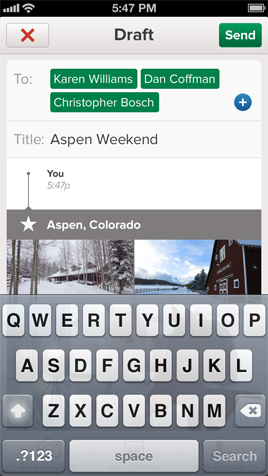 5:47 PM
Draft
Send
To: Karen Williams Dan Coffman
Christopher Bosch
Title: Aspen Weekend
You
5:47p
Aspen, Colorado
Q W E R T Y U I O P
A S D F G H J K L
Z X C V B N M
.?123 space Search